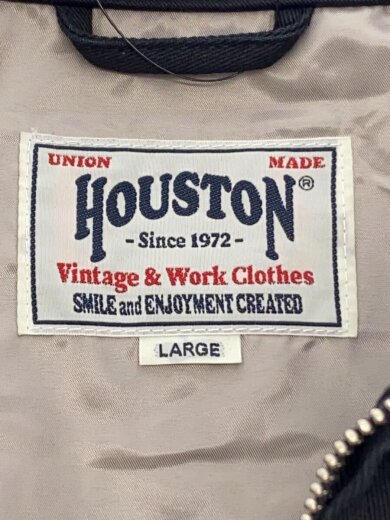 UNION MADE
HOUSTON®
- Since 1972 -
Vintage & Work Clothes
SMILE and ENJOYMENT CREATED
LARGE